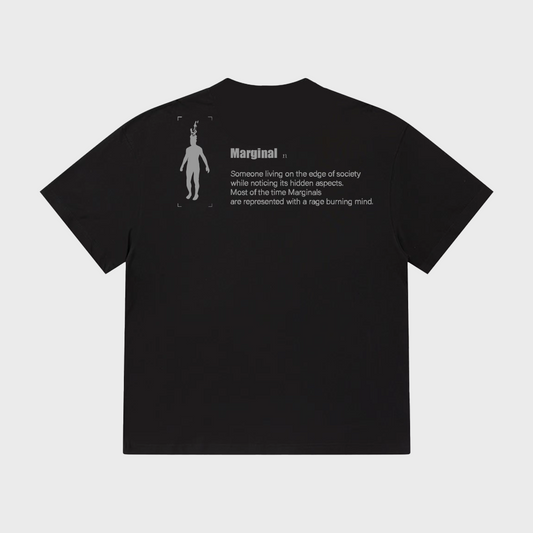 Marginal n
Someone living on the edge of society
while noticing its hidden aspects.
Most of the time Marginals
are represented with a rage burning mind.